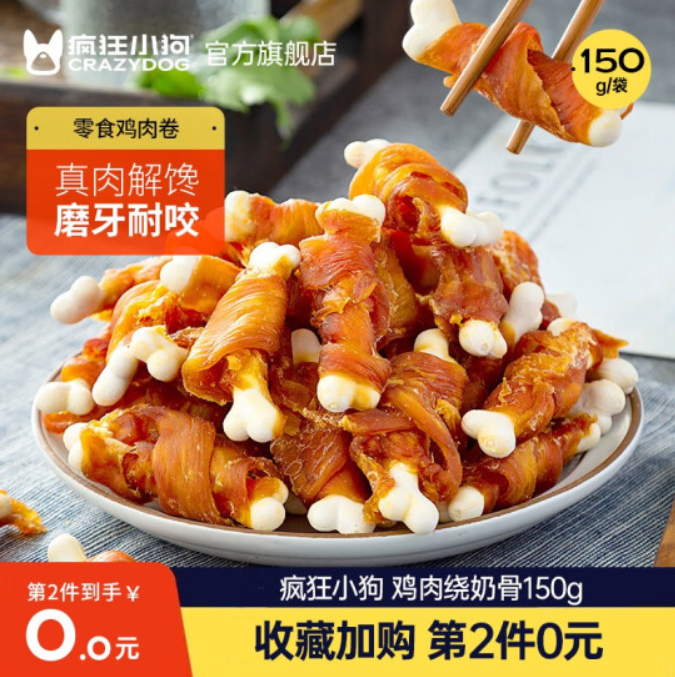 疯狂小狗
CRAZYDOG
官方旗舰店
150
g/袋
零食鸡肉卷
真肉解馋
磨牙耐咬
第2件到手¥
0.0元
疯狂小狗 鸡肉绕奶骨150g
收藏加购 第2件0元